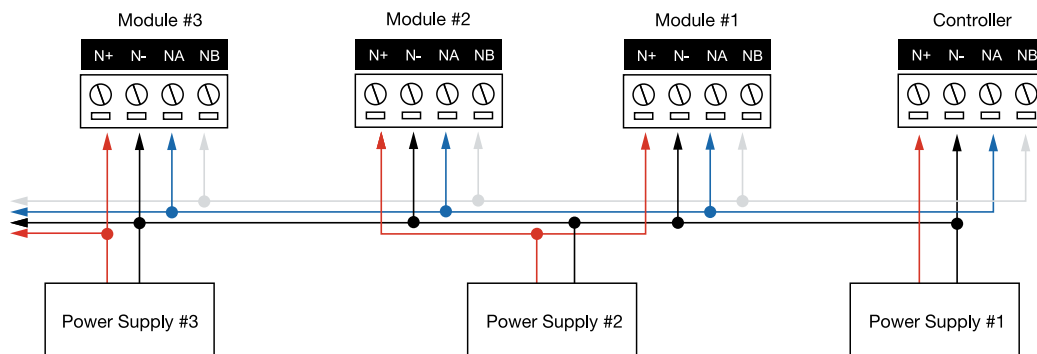 Module #3 Module #2 Module #1 Controller
N+ N- NA NB N+ N- NA NB N+ N- NA NB N+ N- NA NB
Power Supply #3 Power Supply #2 Power Supply #1